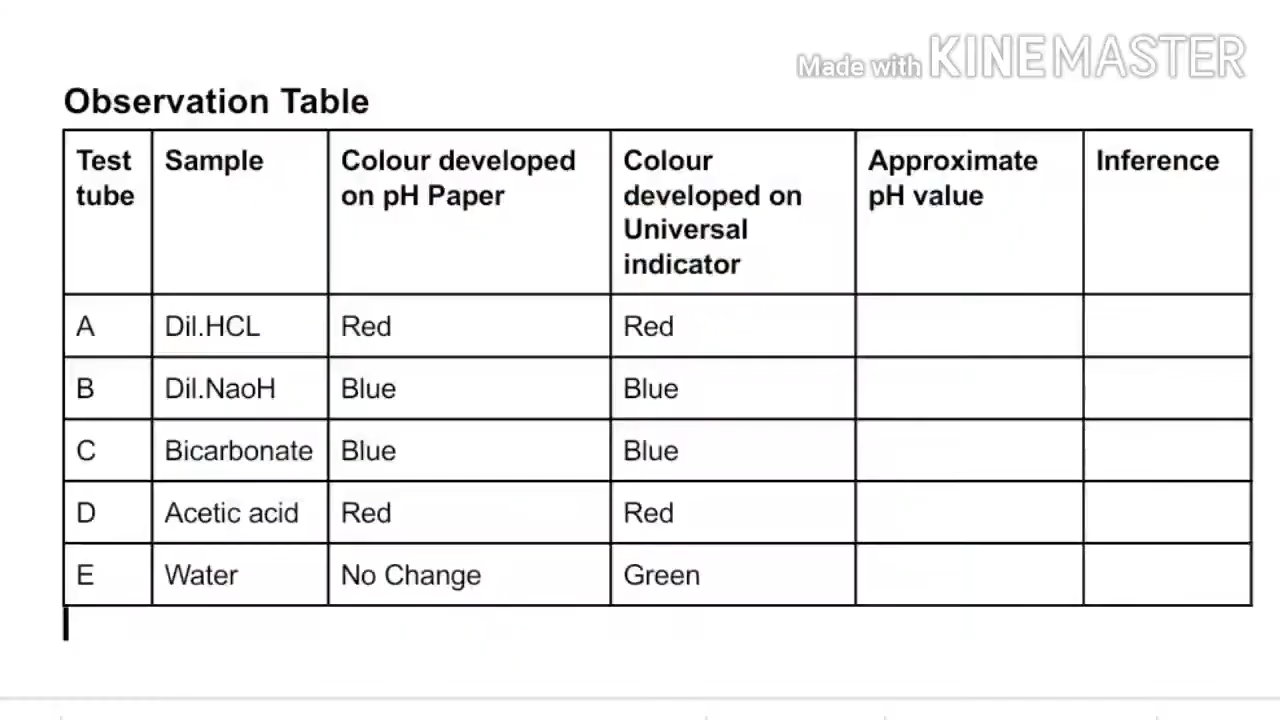 Made with KINEMASTER
Observation Table
Test tube Sample Colour developed on pH Paper Colour developed on Universal indicator Approximate pH value Inference
A Dil.HCL Red Red
B Dil.NaoH Blue Blue
C Bicarbonate Blue Blue
D Acetic acid Red Red
E Water No Change Green